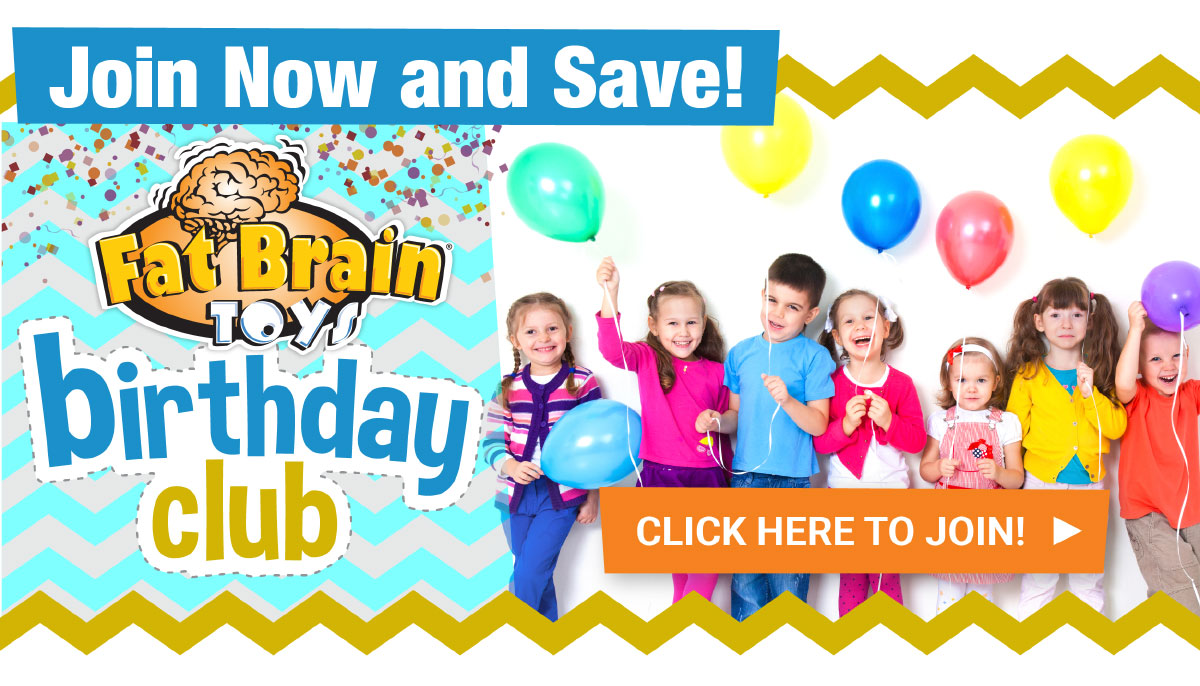 Join Now and Save!
Fat Brain®
TOYS
birthday
club
CLICK HERE TO JOIN!